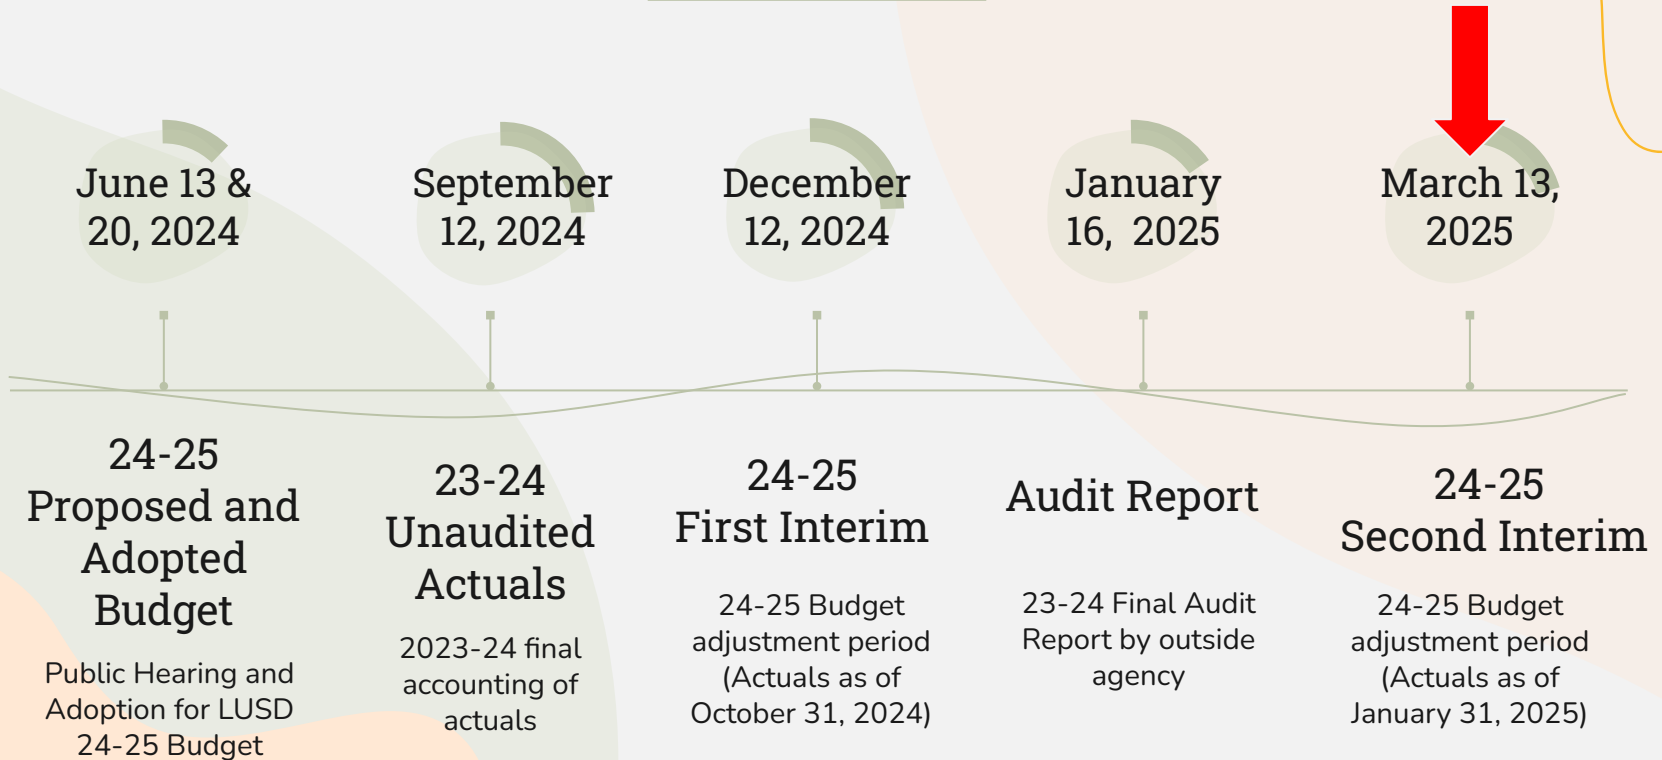 June 13 &
20, 2024
September
12, 2024
December
12, 2024
January
16,  2025
March 13,
2025
24-25
Proposed and
Adopted
Budget
Public Hearing and
Adoption for LUSD
24-25 Budget
23-24
Unaudited
Actuals
2023-24 final
accounting of
actuals
24-25
First Interim
24-25 Budget
adjustment period
(Actuals as of
October 31, 2024)
Audit Report
23-24 Final Audit
Report by outside
agency
24-25
Second Interim
24-25 Budget
adjustment period
(Actuals as of
January 31, 2025)